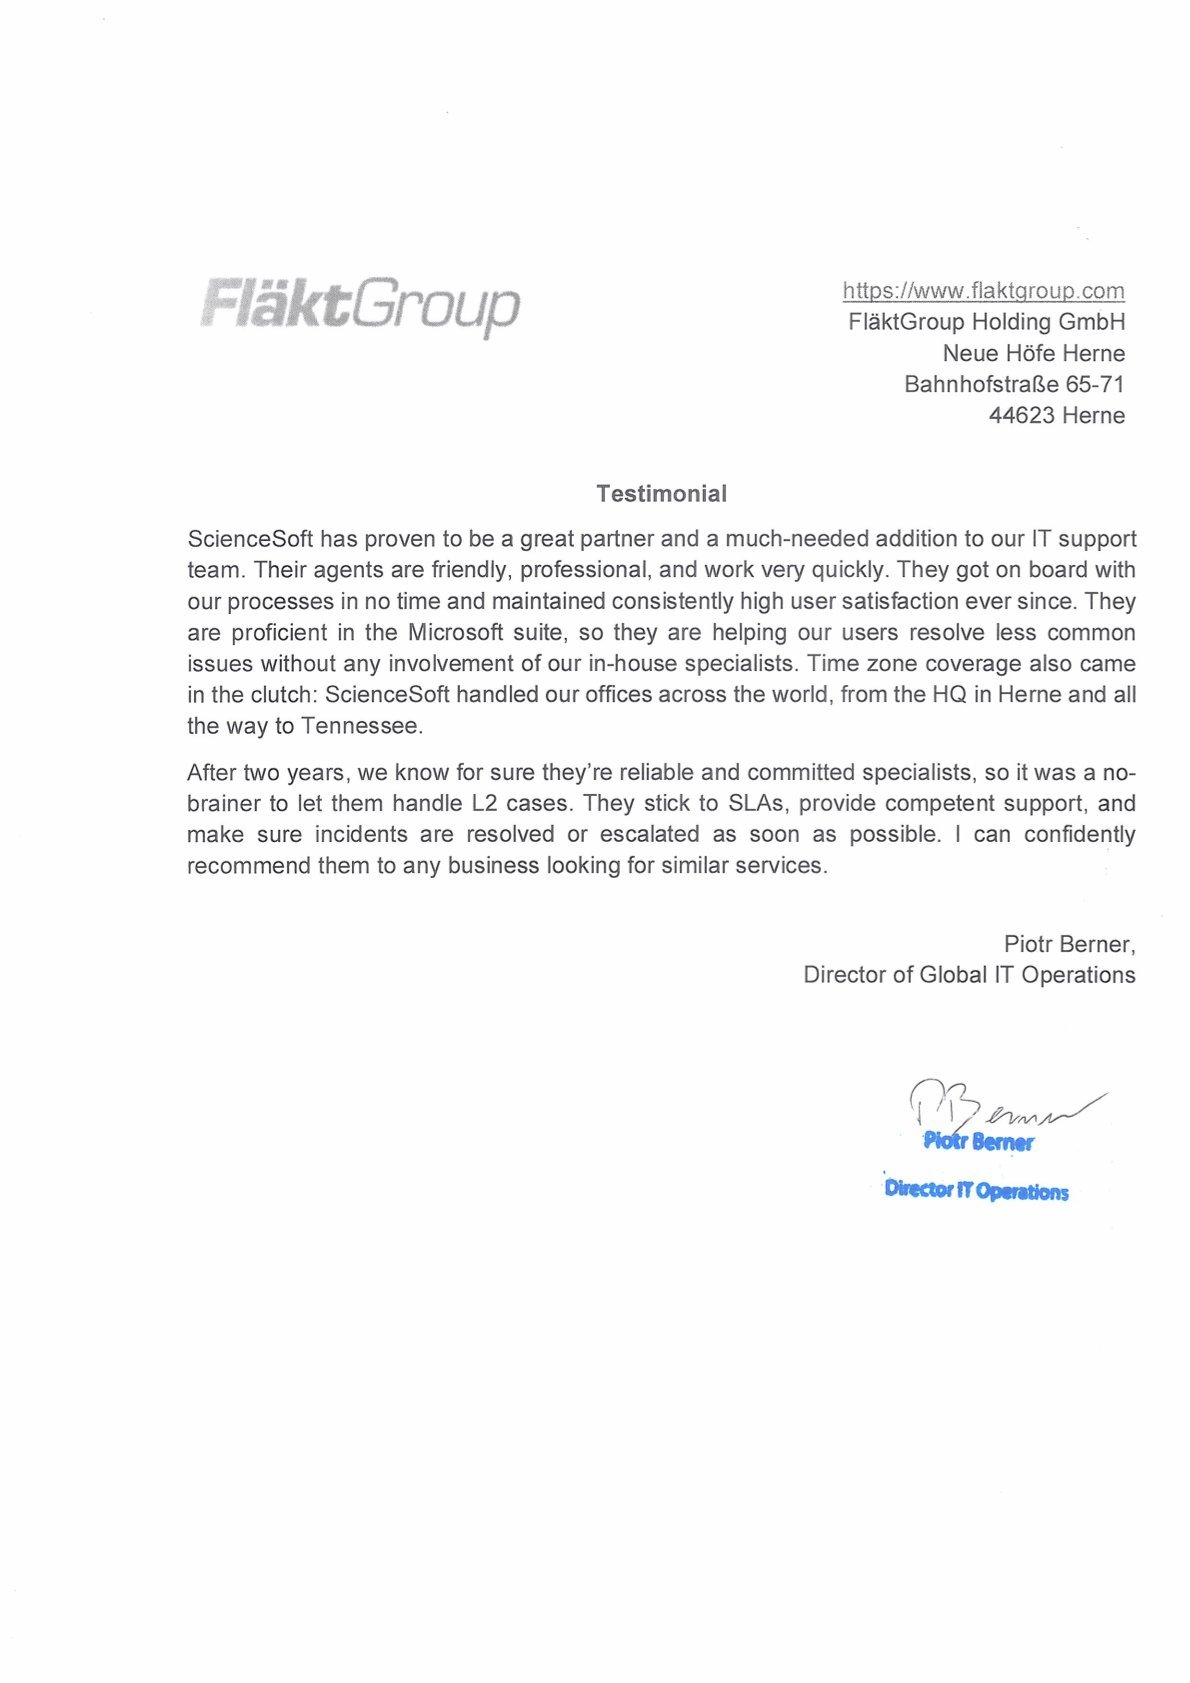 FläktGroup
https://www.flaktgroup.com
FläktGroup Holding GmbH
Neue Höfe Herne
Bahnhofstraße 65-71
44623 Herne
Testimonial
ScienceSoft has proven to be a great partner and a much-needed addition to our IT support
team. Their agents are friendly, professional, and work very quickly. They got on board with
our processes in no time and maintained consistently high user satisfaction ever since. They
are proficient in the Microsoft suite, so they are helping our users resolve less common
issues without any involvement of our in-house specialists. Time zone coverage also came
in the clutch: ScienceSoft handled our offices across the world, from the HQ in Herne and all
the way to Tennessee.
After two years, we know for sure they’re reliable and committed specialists, so it was a no-
brainer to let them handle L2 cases. They stick to SLAs, provide competent support, and
make sure incidents are resolved or escalated as soon as possible. I can confidently
recommend them to any business looking for similar services.
Piotr Berner,
Director of Global IT Operations
PBerner
Piotr Berner
Director IT Operations